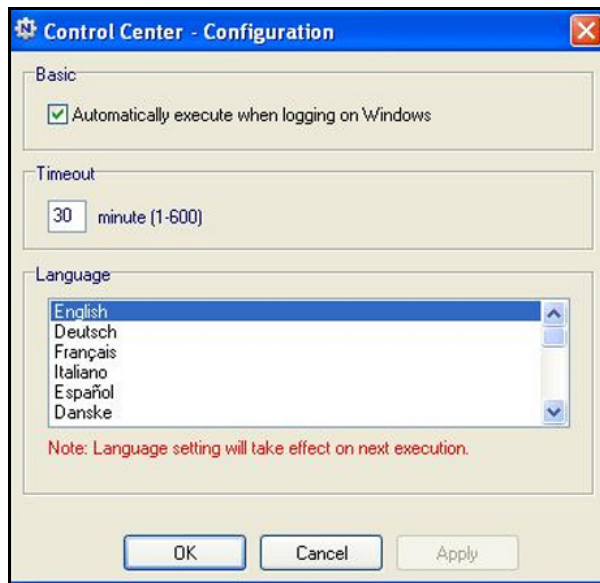 Control Center - Configuration
Basic
Automatically execute when logging on Windows
Timeout
30 minute (1-600)
Language
English
Deutsch
Français
Italiano
Español
Danske
Note: Language setting will take effect on next execution.
OK Cancel Apply